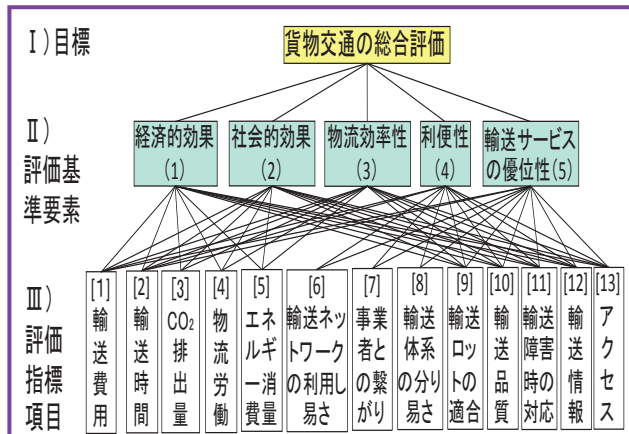 Ⅰ)目標
貨物交通の総合評価
Ⅱ)
評価基
準要素
経済的効果
(1)
社会的効果
(2)
物流効率性
(3)
利便性
(4)
輸送サービス
の優位性(5)
Ⅲ)
評価
指標
項目
[1]
輸送費用
[2]
輸送時間
[3]
CO₂
排出量
[4]
物流労働
[5]
エネル
ギー消
費量
[6]
輸送ネッ
トワーク
の利用し
易さ
[7]
事業
者と
の繋
がり
[8]
輸送
体系
の分り
易さ
[9]
輸送
ロッ
トの
適合
[10]
輸送品質
[11]
輸送
障害
時の
対応
[12]
輸送情報
[13]
アクセス